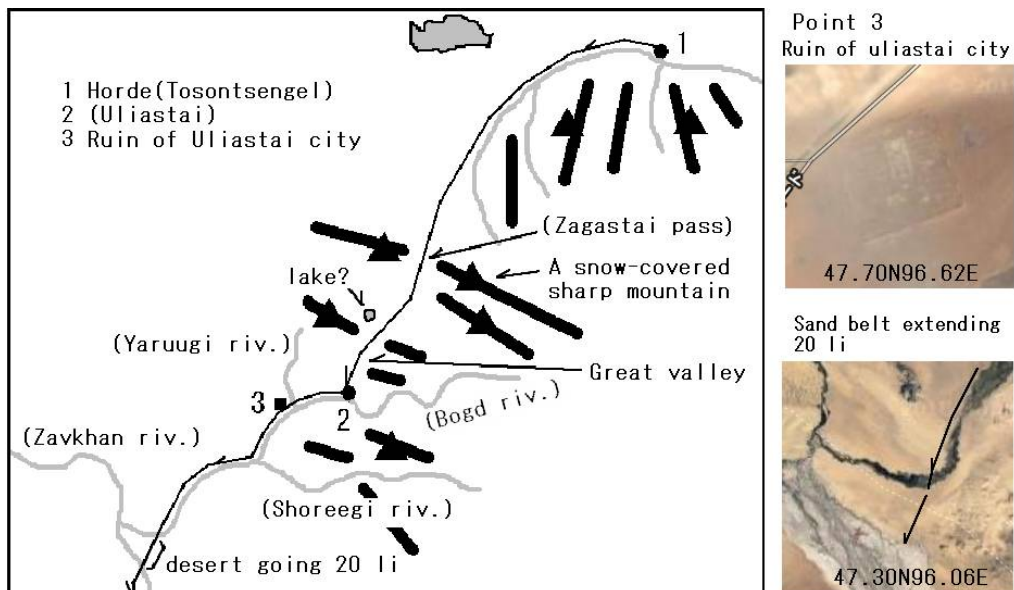 1 Horde(Tosontsengel)
2 (Uliastai)
3 Ruin of Uliastai city
1
(Zagastai pass)
A snow-covered
sharp mountain
lake?
(Yaruugi riv.)
Great valley
3
2
(Bogd riv.)
(Zavkhan riv.)
(Shoreegi riv.)
desert going 20 li
Point 3
Ruin of uliastai city
47.70N96.62E
Sand belt extending
20 li
47.30N96.06E